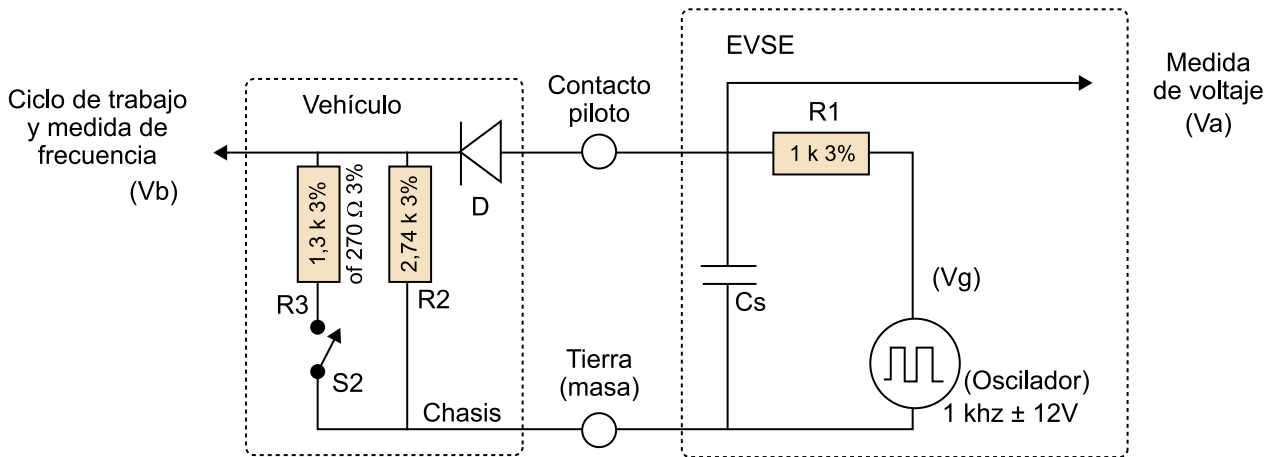 EVSE
Medida
de voltaje
(Va)
Contacto
piloto
Vehículo
Ciclo de trabajo
y medida de
frecuencia
(Vb)
R1
1 k 3%
D
1,3 k 3%
of 270 Ω 3%
2,74 k 3%
R3
R2
S2
Cs
(Vg)
Tierra
(masa)
Chasis
(Oscilador)
1 khz ± 12V